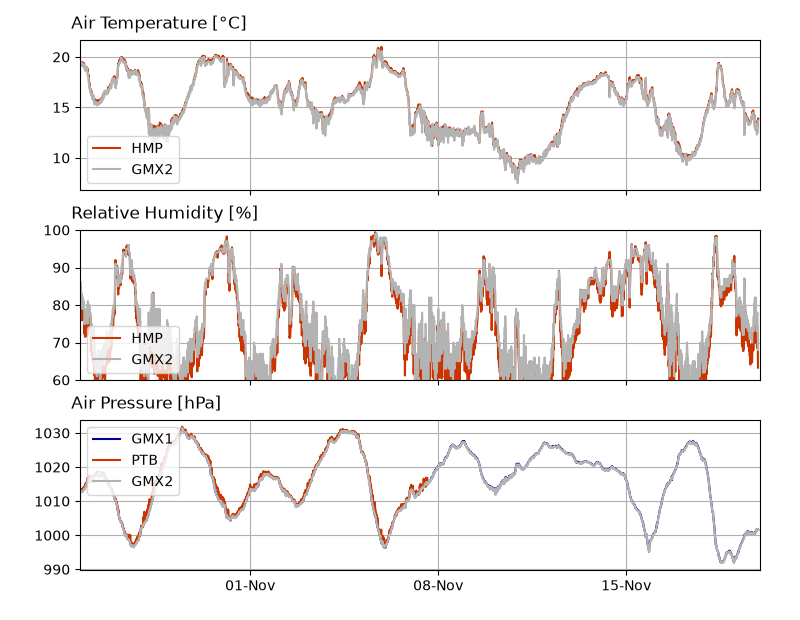 Air Temperature [°C]
20
15
10
HMP
GMX2
Relative Humidity [%]
100
90
80
70
60
HMP
GMX2
Air Pressure [hPa]
1030
1020
1010
1000
990
GMX1
PTB
GMX2
01-Nov
08-Nov
15-Nov